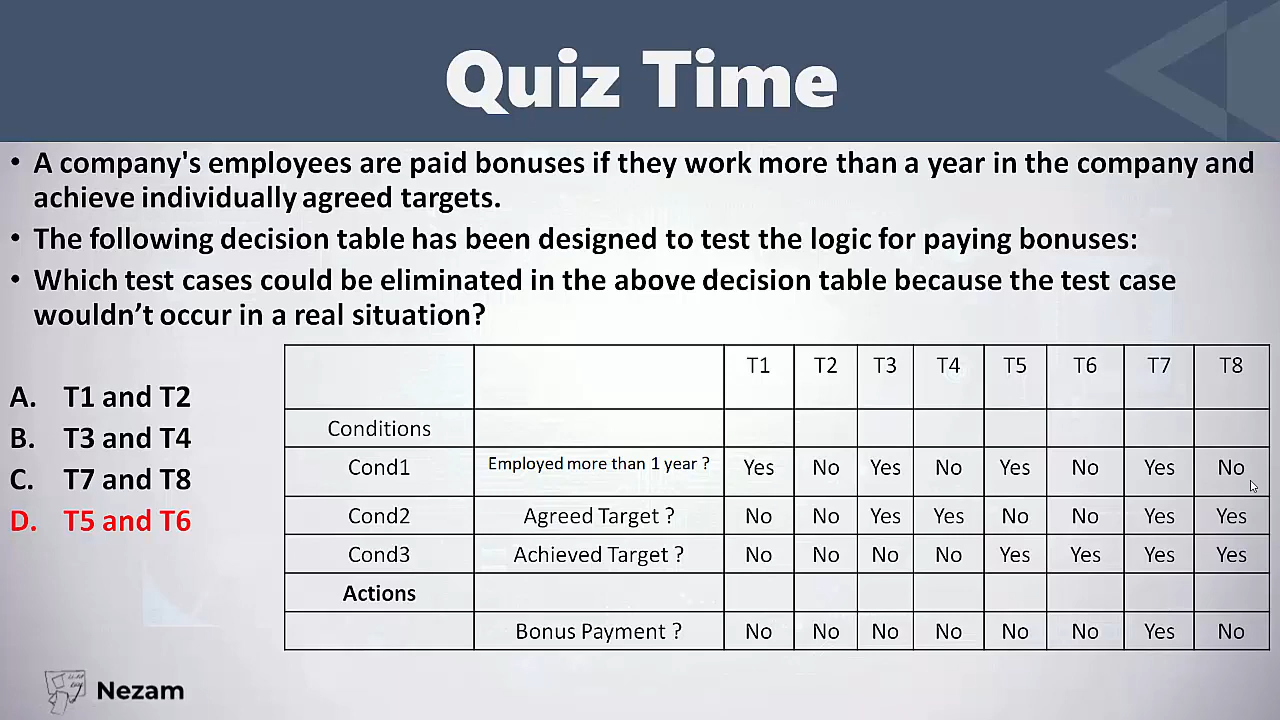 Quiz Time
• A company's employees are paid bonuses if they work more than a year in the company and
achieve individually agreed targets.
• The following decision table has been designed to test the logic for paying bonuses:
• Which test cases could be eliminated in the above decision table because the test case
wouldn’t occur in a real situation?
A. T1 and T2
B. T3 and T4
C. T7 and T8
D. T5 and T6
T1 T2 T3 T4 T5 T6 T7 T8
Conditions
Cond1 Employed more than 1 year ? Yes No Yes No Yes No Yes No
Cond2 Agreed Target ? No No Yes Yes No No Yes Yes
Cond3 Achieved Target ? No No No No Yes Yes Yes Yes
Actions
Bonus Payment ? No No No No No No Yes No
Nezam